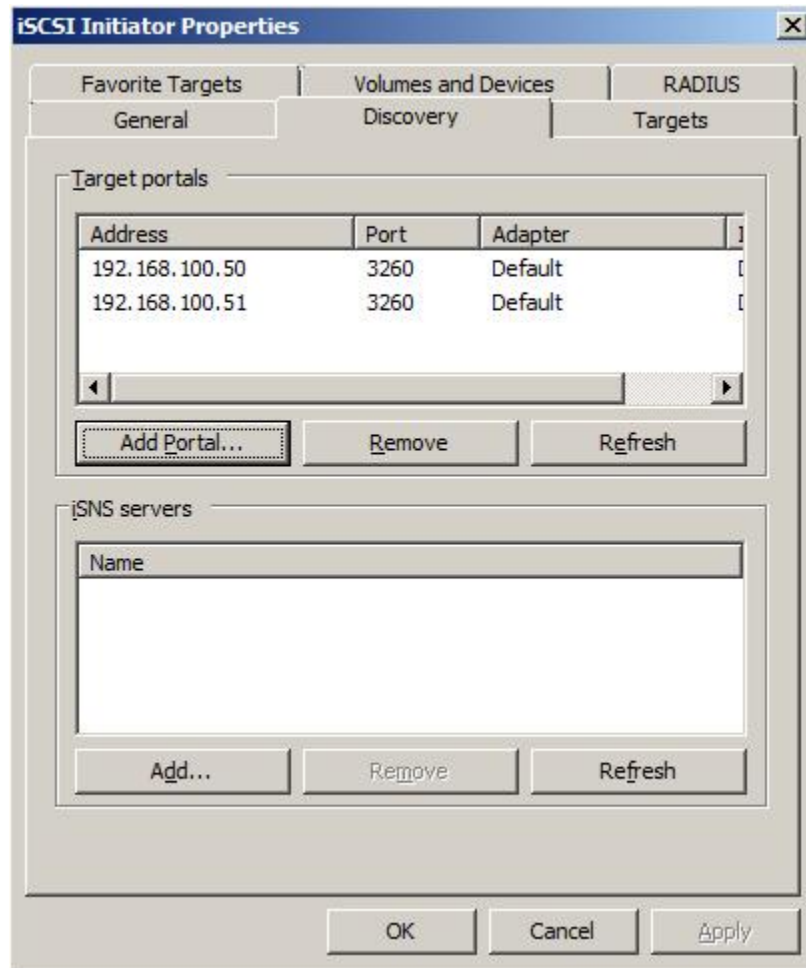 iSCSI Initiator Properties
Favorite Targets Volumes and Devices RADIUS
General Discovery Targets
Target portals
Address Port Adapter
192.168.100.50 3260 Default
192.168.100.51 3260 Default
Add Portal... Remove Refresh
iSNS servers
Name
Add... Remove Refresh
OK Cancel Apply